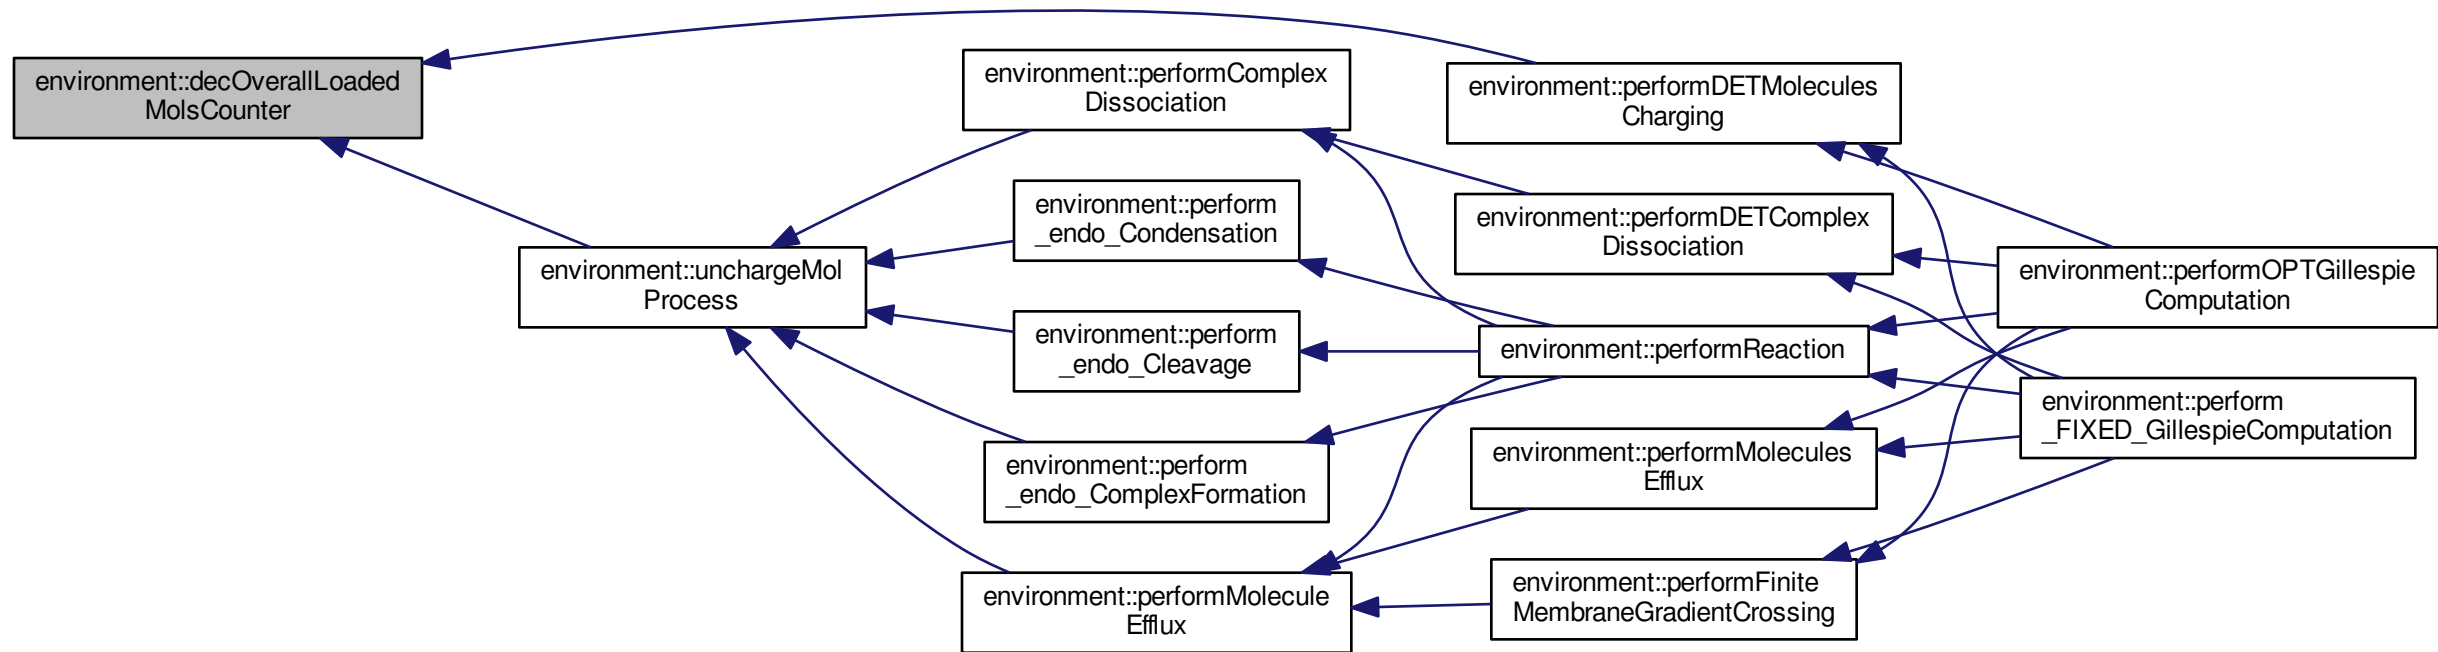 environment::decOverallLoaded
MolsCounter
environment::unchargeMol
Process
environment::performComplex
Dissociation
environment::perform
_endo_Condensation
environment::perform
_endo_Cleavage
environment::perform
_endo_ComplexFormation
environment::performMolecule
Efflux
environment::performDETMolecules
Charging
environment::performDETComplex
Dissociation
environment::performReaction
environment::performMolecules
Efflux
environment::performFinite
MembraneGradientCrossing
environment::performOPTGillespie
Computation
environment::perform
_FIXED_GillespieComputation